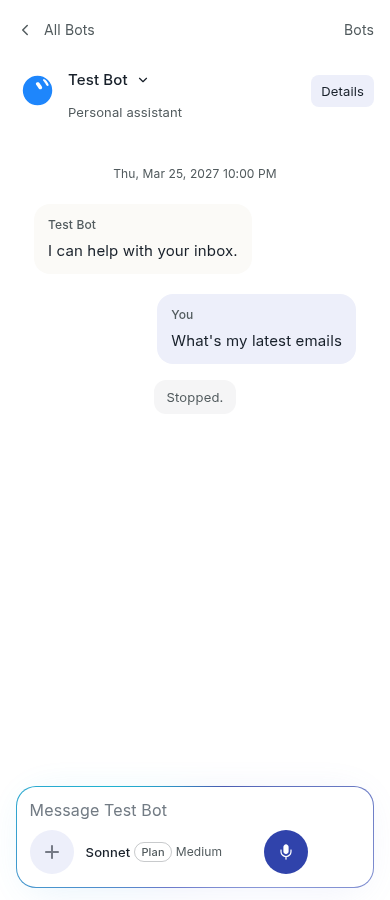 All Bots
Bots
Test Bot
Details
Personal assistant
Thu, Mar 25, 2027 10:00 PM
Test Bot
I can help with your inbox.
You
What's my latest emails
Stopped.
Message Test Bot
Sonnet Plan Medium